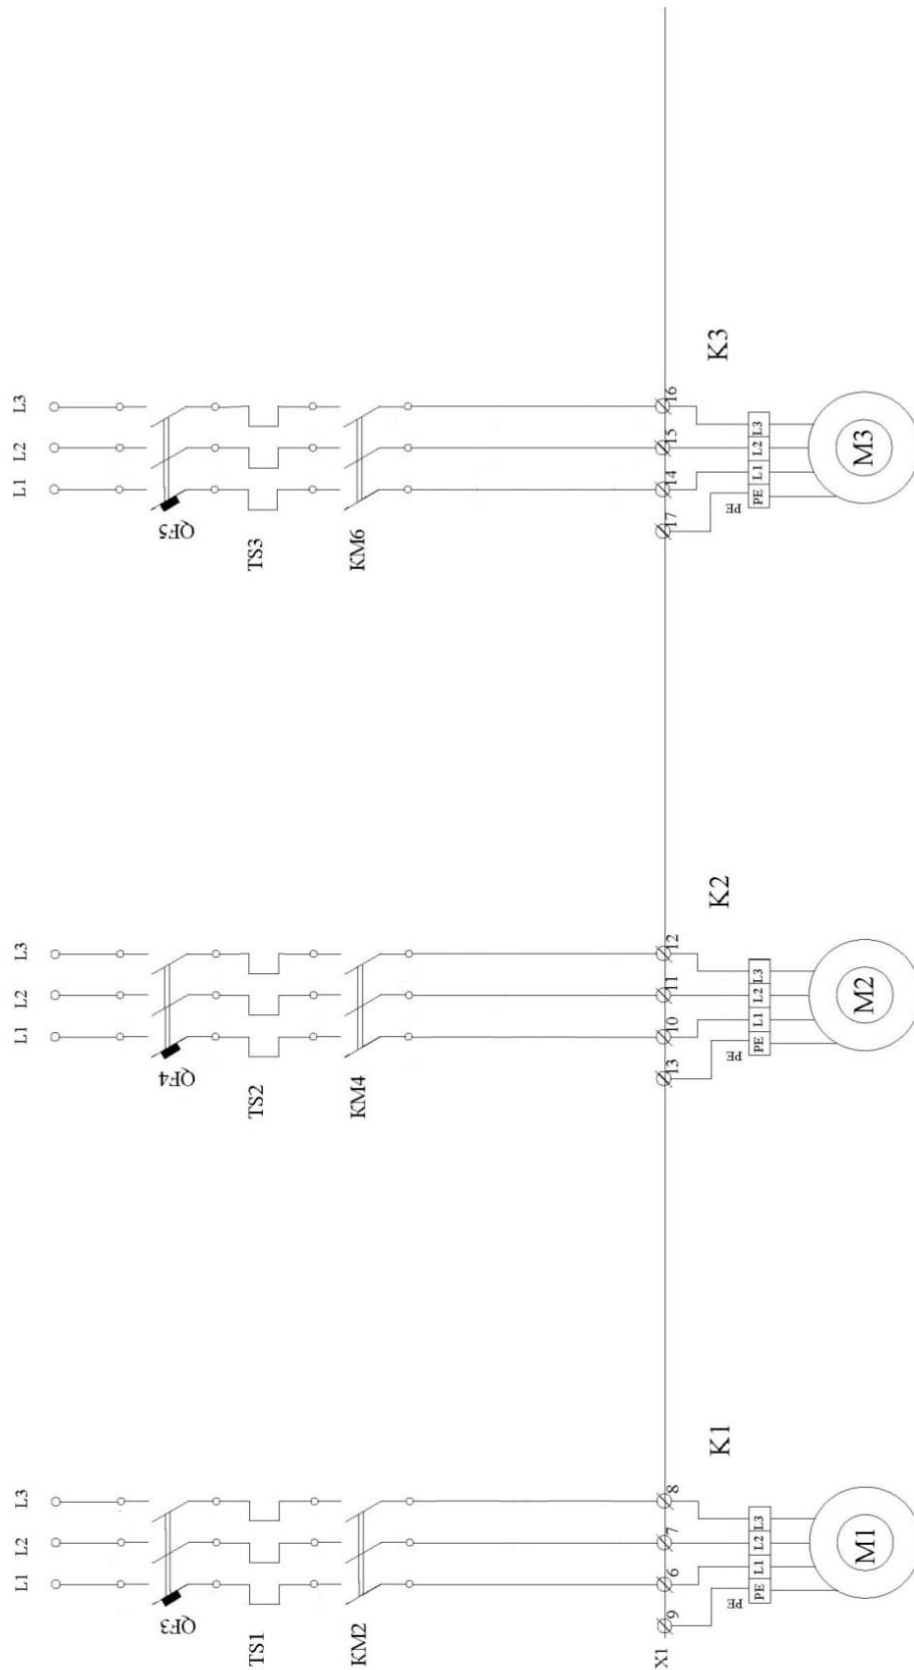 L1 L2 L3
QF5
TS3
KM6
17 14 15 16
K3
PE
PE L1 L2 L3
M3
L1 L2 L3
QF4
TS2
KM4
13 10 11 12
K2
PE
PE L1 L2 L3
M2
L1 L2 L3
QF3
TS1
KM2
X1
9 6 7 8
K1
PE
PE L1 L2 L3
M1